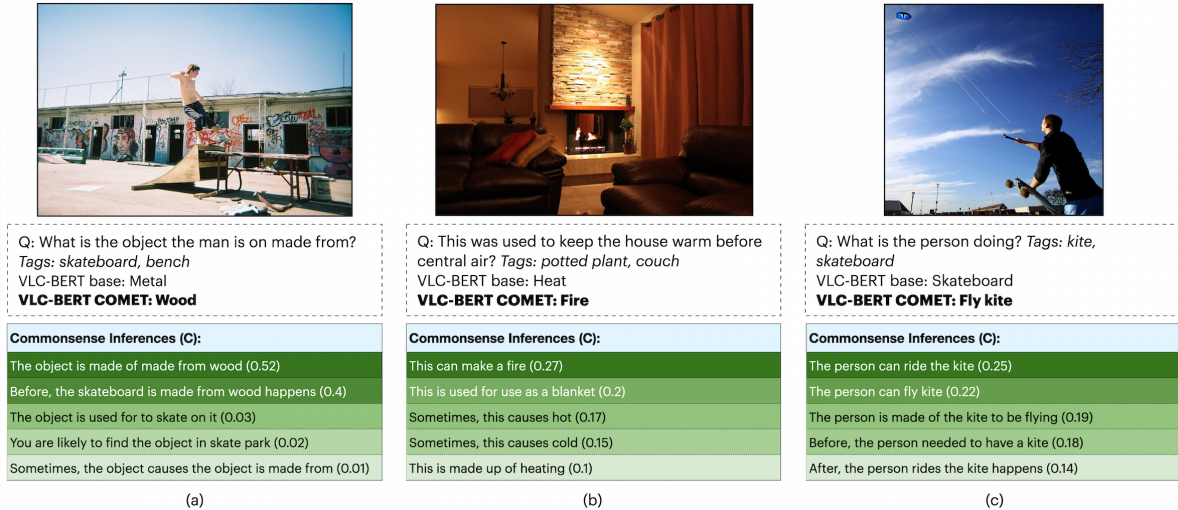 Q: What is the object the man is on made from?
Tags: skateboard, bench
VLC-BERT base: Metal
VLC-BERT COMET: Wood
Commonsense Inferences (C):
The object is made of made from wood (0.52)
Before, the skateboard is made from wood happens (0.4)
The object is used for to skate on it (0.03)
You are likely to find the object in skate park (0.02)
Sometimes, the object causes the object is made from (0.01)
(a)
Q: This was used to keep the house warm before
central air? Tags: potted plant, couch
VLC-BERT base: Heat
VLC-BERT COMET: Fire
Commonsense Inferences (C):
This can make a fire (0.27)
This is used for use as a blanket (0.2)
Sometimes, this causes hot (0.17)
Sometimes, this causes cold (0.15)
This is made up of heating (0.1)
(b)
Q: What is the person doing? Tags: kite,
skateboard
VLC-BERT base: Skateboard
VLC-BERT COMET: Fly kite
Commonsense Inferences (C):
The person can ride the kite (0.25)
The person can fly kite (0.22)
The person is made of the kite to be flying (0.19)
Before, the person needed to have a kite (0.18)
After, the person rides the kite happens (0.14)
(c)